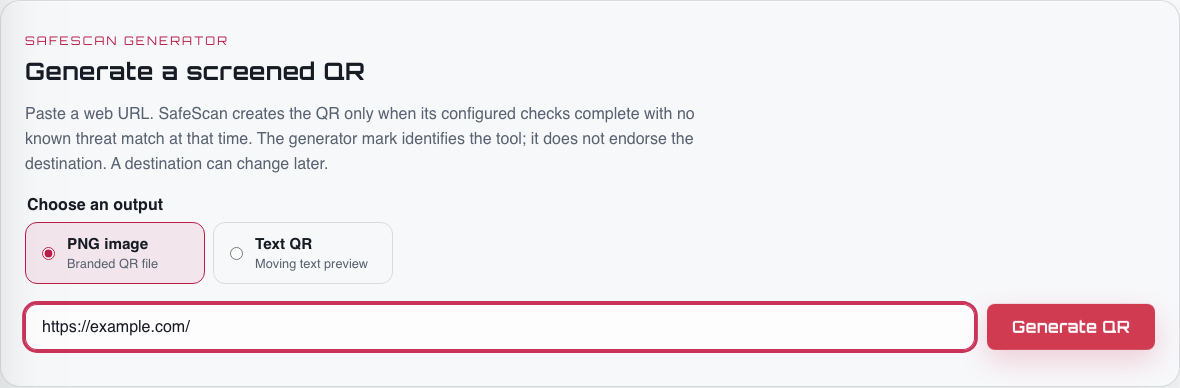 SAFESCAN GENERATOR
Generate a screened QR
Paste a web URL. SafeScan creates the QR only when its configured checks complete with no
known threat match at that time. The generator mark identifies the tool; it does not endorse the
destination. A destination can change later.
Choose an output
PNG image
Branded QR file
Text QR
Moving text preview
https://example.com/
Generate QR